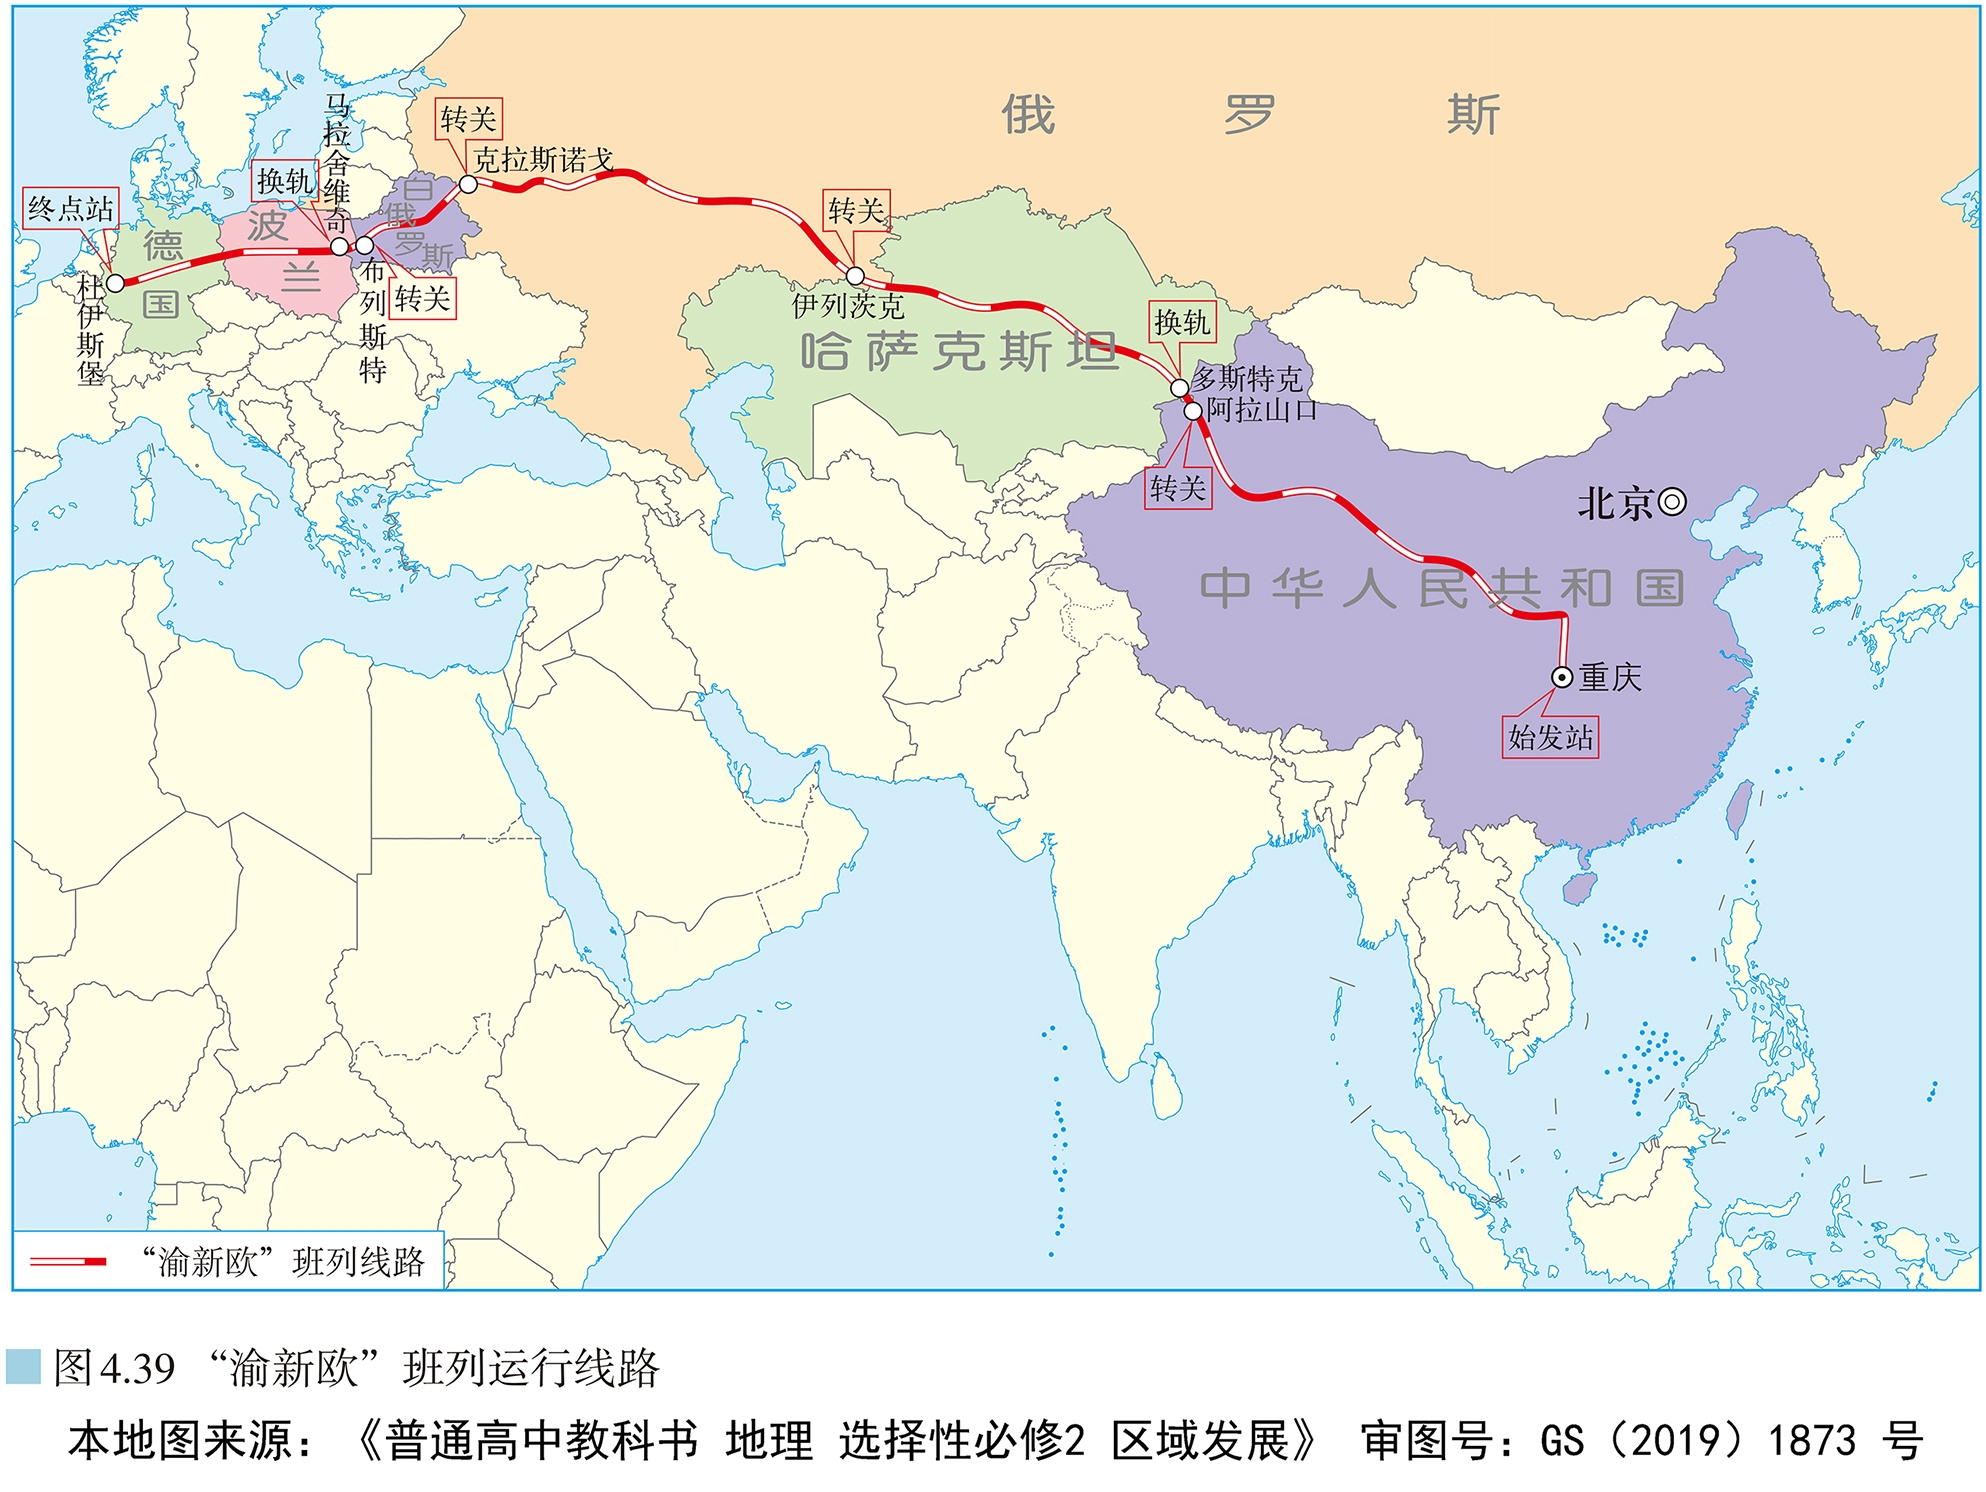 俄 罗 斯
马拉舍维奇
转关
克拉斯诺戈
换轨
白俄罗斯
终点站
转关
波兰
德国
杜伊斯堡
布列斯特
转关
伊列茨克
哈萨克斯坦
换轨
多斯特克
阿拉山口
转关
北京
中华人民共和国
重庆
始发站
“渝新欧”班列线路
图4.39 “渝新欧”班列运行线路
本地图来源：《普通高中教科书 地理 选择性必修2 区域发展》 审图号：GS（2019）1873 号